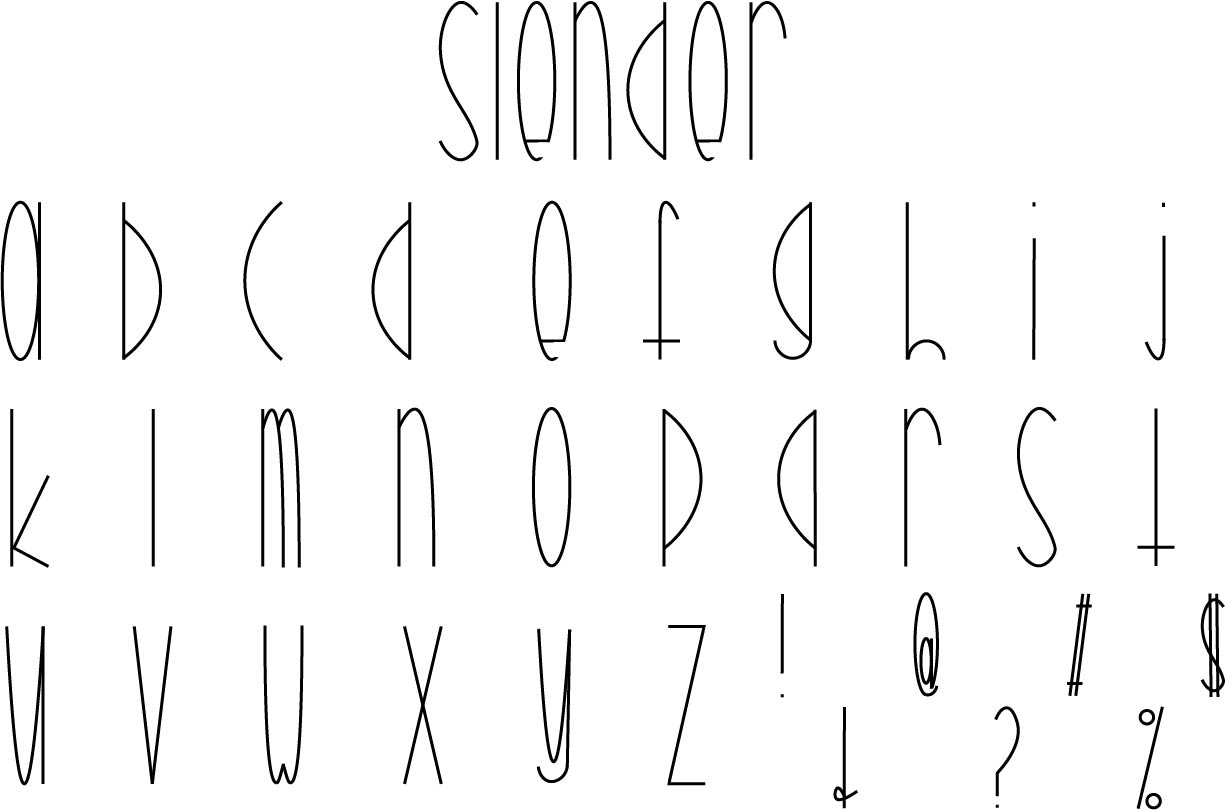 slender
a b c d e f g h i j
k l m n o p q r s t
u v w x y z ! @ # $
& ? %